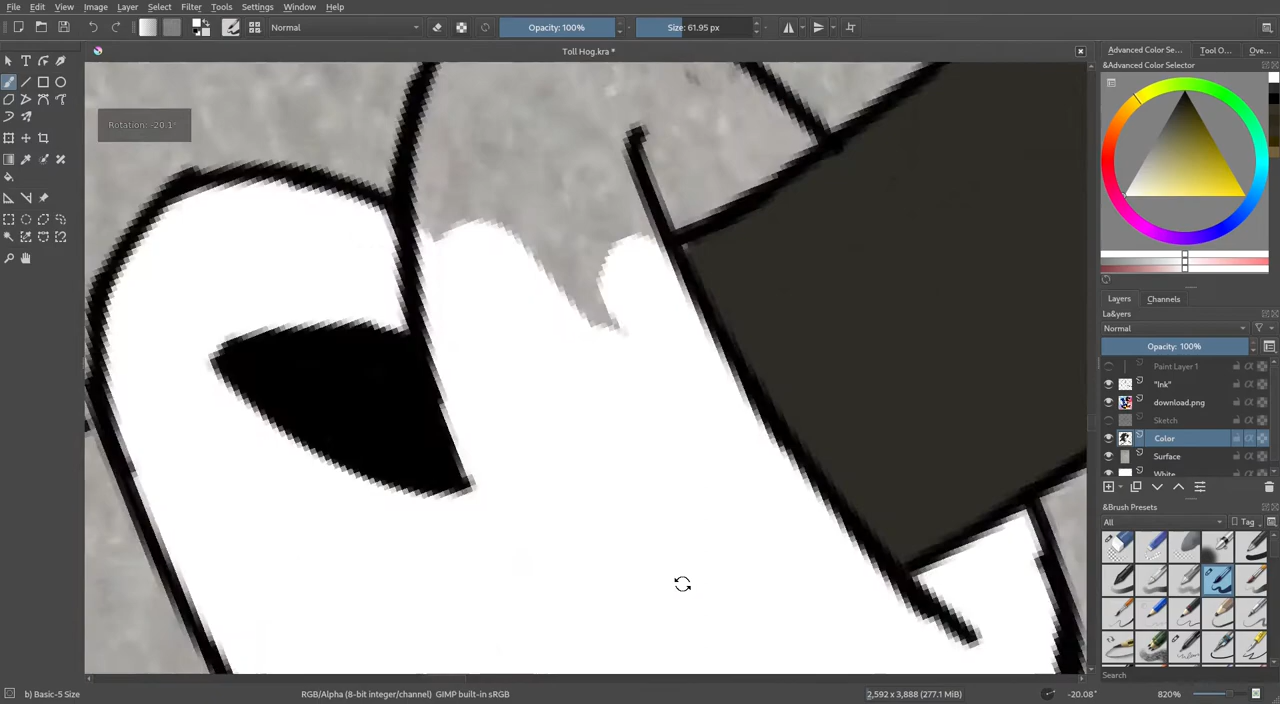 File Edit View Image Layer Select Filter Tools Settings Window Help
Normal Opacity: 100% Size: 61.95 px
Toll Hog.kra *
Advanced Color Se... Tool O... Ove...
&Advanced Color Selector
Rotation: -20.1°
Layers Channels
La&yers
Normal
Opacity: 100%
Paint Layer 1
"Ink"
download.png
Sketch
Color
Surface
White
&Brush Presets
All Tag
Search
b) Basic-5 Size RGB/Alpha (8-bit integer/channel) GIMP built-in sRGB 2,592 x 3,888 (277.1 MiB) -20.08° 820%